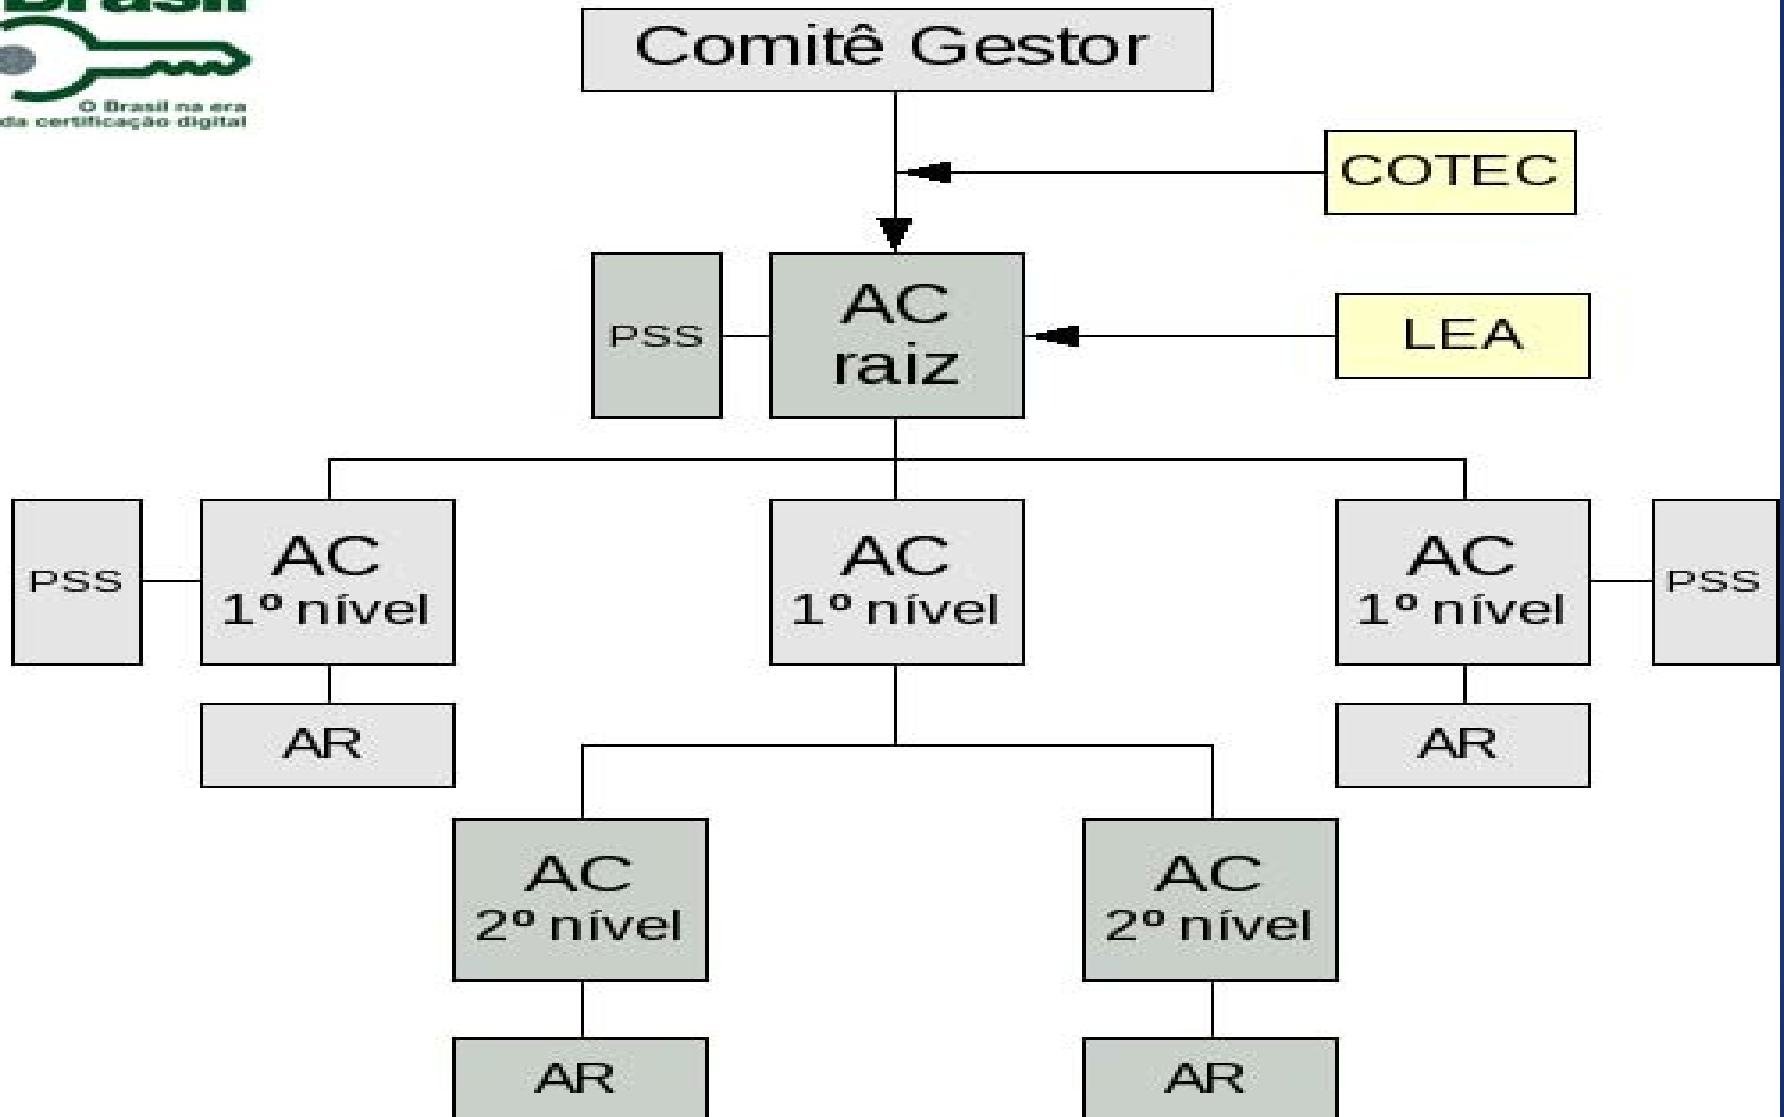 Brasil
O Brasil na era
da certificação digital
Comitê Gestor
COTEC
PSS
AC
raiz
LEA
PSS
AC
1º nível
AC
1º nível
AC
1º nível
PSS
AR
AR
AC
2º nível
AC
2º nível
AR
AR